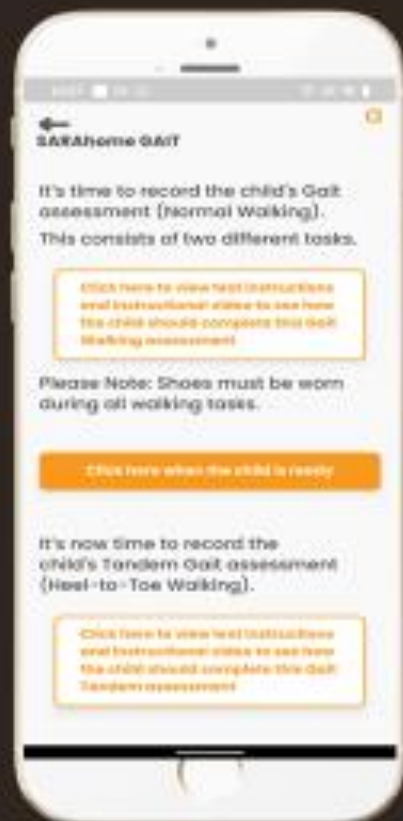 SARAhome GAIT
It's time to record the child's Gait
assessment (Normal Walking).
This consists of two different tasks.
Click here to view text instructions
and instructional video to see how
the child should complete this Gait
Walking assessment
Please Note: Shoes must be worn
during all walking tasks.
Click here when the child is ready
It's now time to record the
child's Tandem Gait assessment
(Heel-to-Toe Walking).
Click here to view text instructions
and instructional video to see how
the child should complete this Gait
Tandem assessment